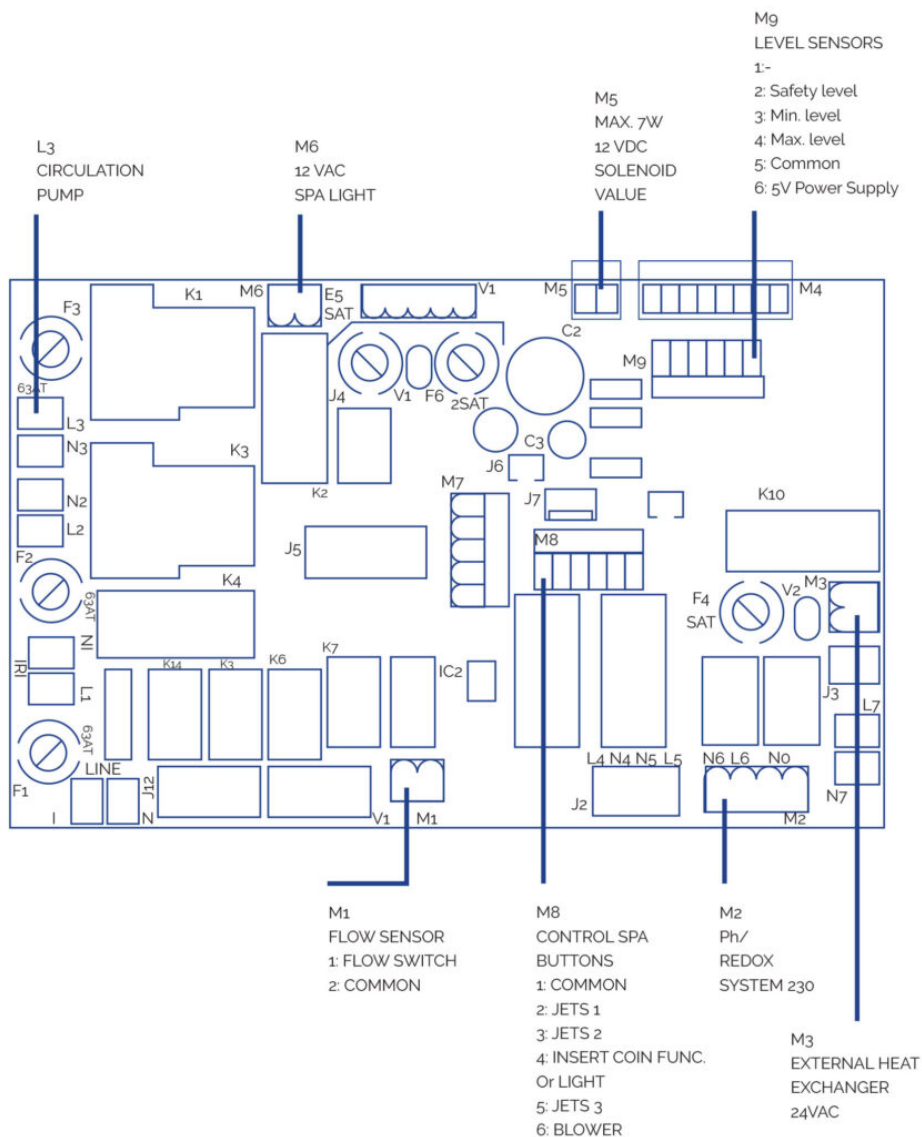 M9
LEVEL SENSORS
1:-
2: Safety level
3: Min. level
4: Max. level
5: Common
6: 5V Power Supply
M5
MAX. 7W
12 VDC
SOLENOID
VALUE
L3
CIRCULATION
PUMP
M6
12 VAC
SPA LIGHT
F3
K1
M6
E5
SAT
V1
M5
M4
C2
M9
63AT
L3
J4
V1
F6
2SAT
N3
K3
K2
C3
J6
N2
L2
M7
J7
K10
M8
F2
J5
63AT
K4
F4
SAT
V2
M3
N1
IRI
L1
K14
K3
K6
K7
IC2
J3
L7
63AT
F1
LINE
I
N
J12
V1
M1
L4 N4 N5 L5
J2
N6 L6 N0
M2
N7
M1
FLOW SENSOR
1: FLOW SWITCH
2: COMMON
M8
CONTROL SPA
BUTTONS
1: COMMON
2: JETS 1
3: JETS 2
4: INSERT COIN FUNC.
Or LIGHT
5: JETS 3
6: BLOWER
M2
Ph/
REDOX
SYSTEM 230
M3
EXTERNAL HEAT
EXCHANGER
24VAC